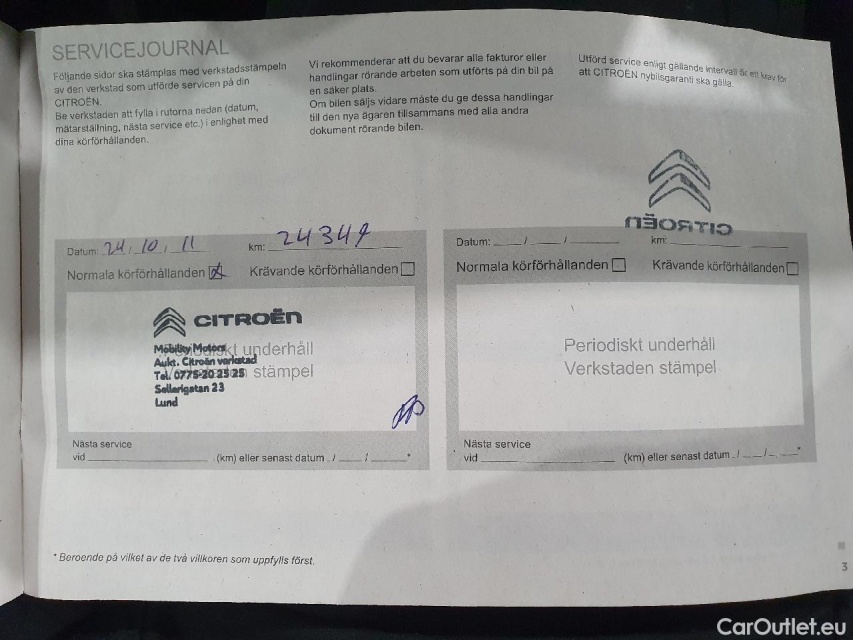 SERVICEJOURNAL
Följande sidor ska stämplas med verkstadsstämpeln
av den verkstad som utförde servicen på din
CITROËN.
Be verkstaden att fylla i rutorna nedan (datum,
mätarställning, nästa service etc.) i enlighet med
dina körförhållanden.
Vi rekommenderar att du bevarar alla fakturor eller
handlingar rörande arbeten som utförts på din bil på
en säker plats.
Om bilen säljs vidare måste du ge dessa handlingar
till den nya ägaren tillsammans med alla andra
dokument rörande bilen.
Utförd service enligt gällande intervall är ett krav för
att CITROËN nybilsgaranti ska gälla.
Datum: 24, 10, 11 km: 24349
Normala körförhållanden Krävande körförhållanden
CITROËN
Mobility Motors
Aukt. Citroën verkstad
Tel. 0775-20 25 25
Sellerigatan 23
Lund
underhåll
stämpel
Nästa service
vid (km) eller senast datum / / *
CITROËN
Datum: / / km:
Normala körförhållanden Krävande körförhållanden
Periodiskt underhåll
Verkstaden stämpel
Nästa service
vid (km) eller senast datum / / *
* Beroende på vilket av de två villkoren som uppfylls först.
3
CarOutlet.eu